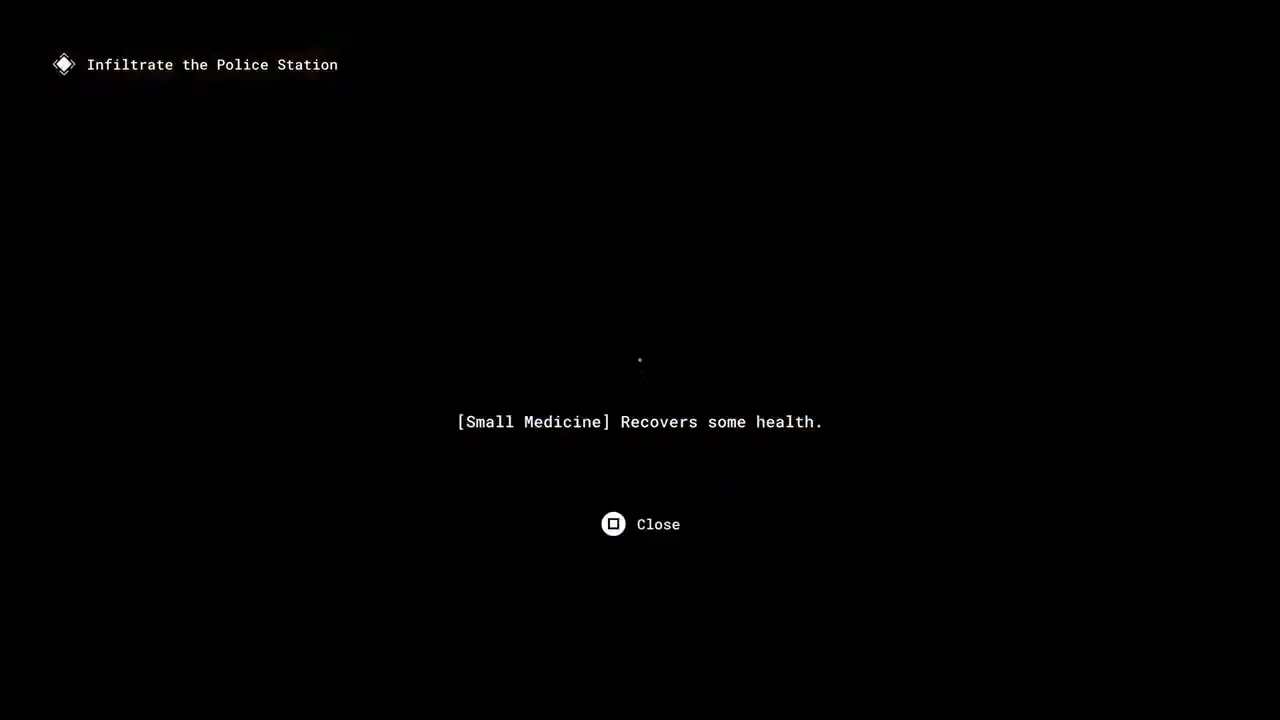 Infiltrate the Police Station
[Small Medicine] Recovers some health.
Close